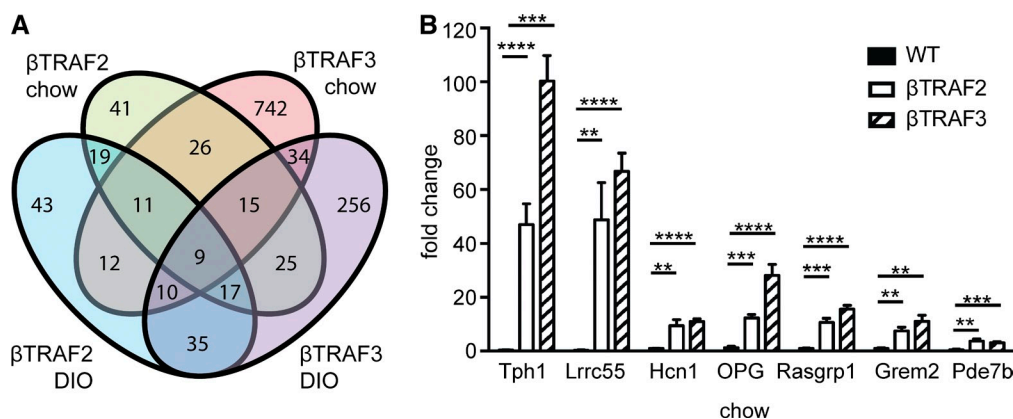 A
βTRAF2
chow
βTRAF3
chow
41
742
19
26
34
43
11
15
256
12
9
25
10
17
35
βTRAF2
DIO
βTRAF3
DIO
B
fold change
120
100
80
60
40
20
0
***
****
****
**
****
**
****
***
****
***
**
**
***
**
WT
βTRAF2
βTRAF3
Tph1 Lrrc55 Hcn1 OPG Rasgrp1 Grem2 Pde7b
chow